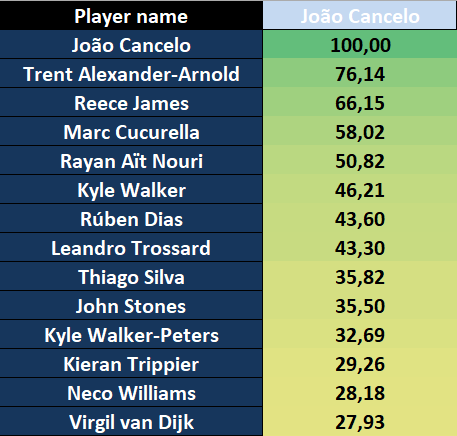 Player name João Cancelo
João Cancelo 100,00
Trent Alexander-Arnold 76,14
Reece James 66,15
Marc Cucurella 58,02
Rayan Aït Nouri 50,82
Kyle Walker 46,21
Rúben Dias 43,60
Leandro Trossard 43,30
Thiago Silva 35,82
John Stones 35,50
Kyle Walker-Peters 32,69
Kieran Trippier 29,26
Neco Williams 28,18
Virgil van Dijk 27,93